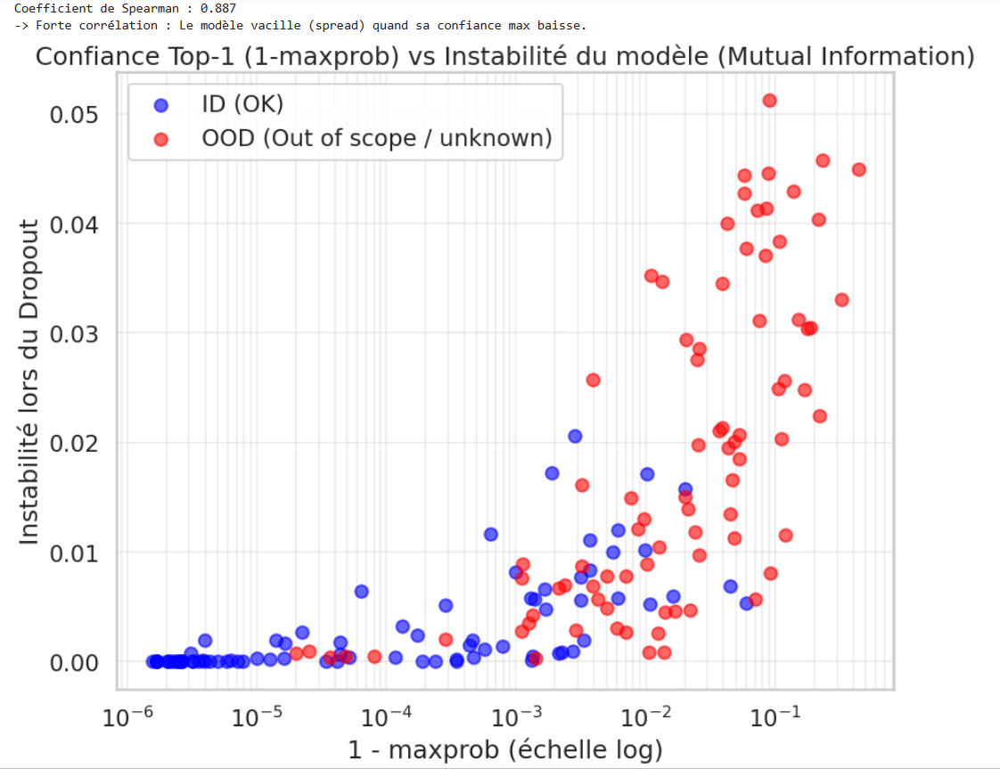 Coefficient de Spearman : 0.887
-> Forte corrélation : Le modèle vacille (spread) quand sa confiance max baisse.
Confiance Top-1 (1-maxprob) vs Instabilité du modèle (Mutual Information)
ID (OK)
OOD (Out of scope / unknown)
Instabilité lors du Dropout
0.05
0.04
0.03
0.02
0.01
0.00
10⁻⁶ 10⁻⁵ 10⁻⁴ 10⁻³ 10⁻² 10⁻¹
1 - maxprob (échelle log)